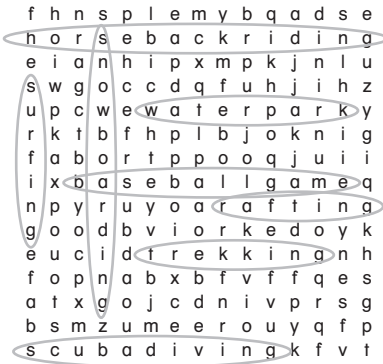 f h n s p l e m y b q a d s e
h o r s e b a c k r i d i n g
e i a n h i p x m p k j n l u
s w g o c c d q f u h j i h z
u p c w e w a t e r p a r k y
r k t b f h p l b j o k n i g
f a b o r t p p o o q j u i i
i x b a s e b a l l g a m e q
n p y r u y o a r a f t i n g
g o o d b v i o r k e d o y k
e u c i d t r e k k i n g n h
f o p n a b x b f v f f q e s
a t x g o j c d n i v p r s g
b s m z u m e e r o u y q f p
s c u b a d i v i n g k f v t